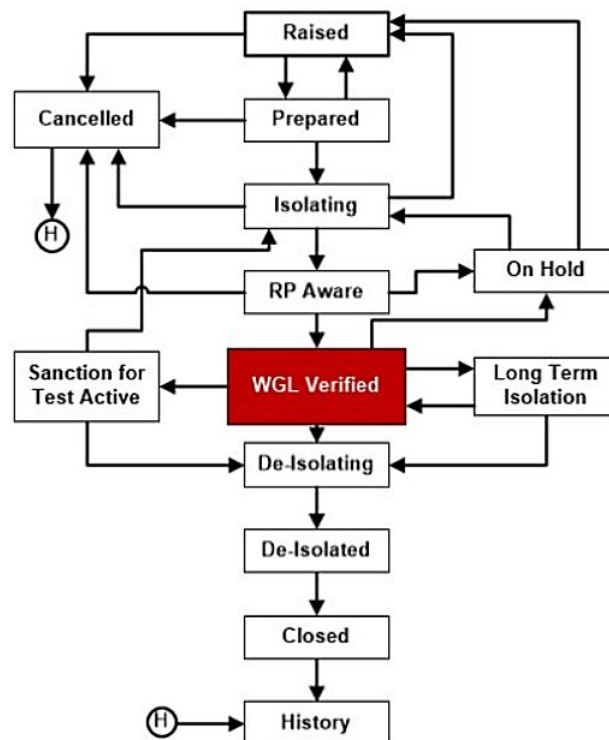 Raised
Cancelled
Prepared
Isolating
H
RP Aware
On Hold
Sanction for
Test Active
WGL Verified
Long Term
Isolation
De-Isolating
De-Isolated
Closed
H
History